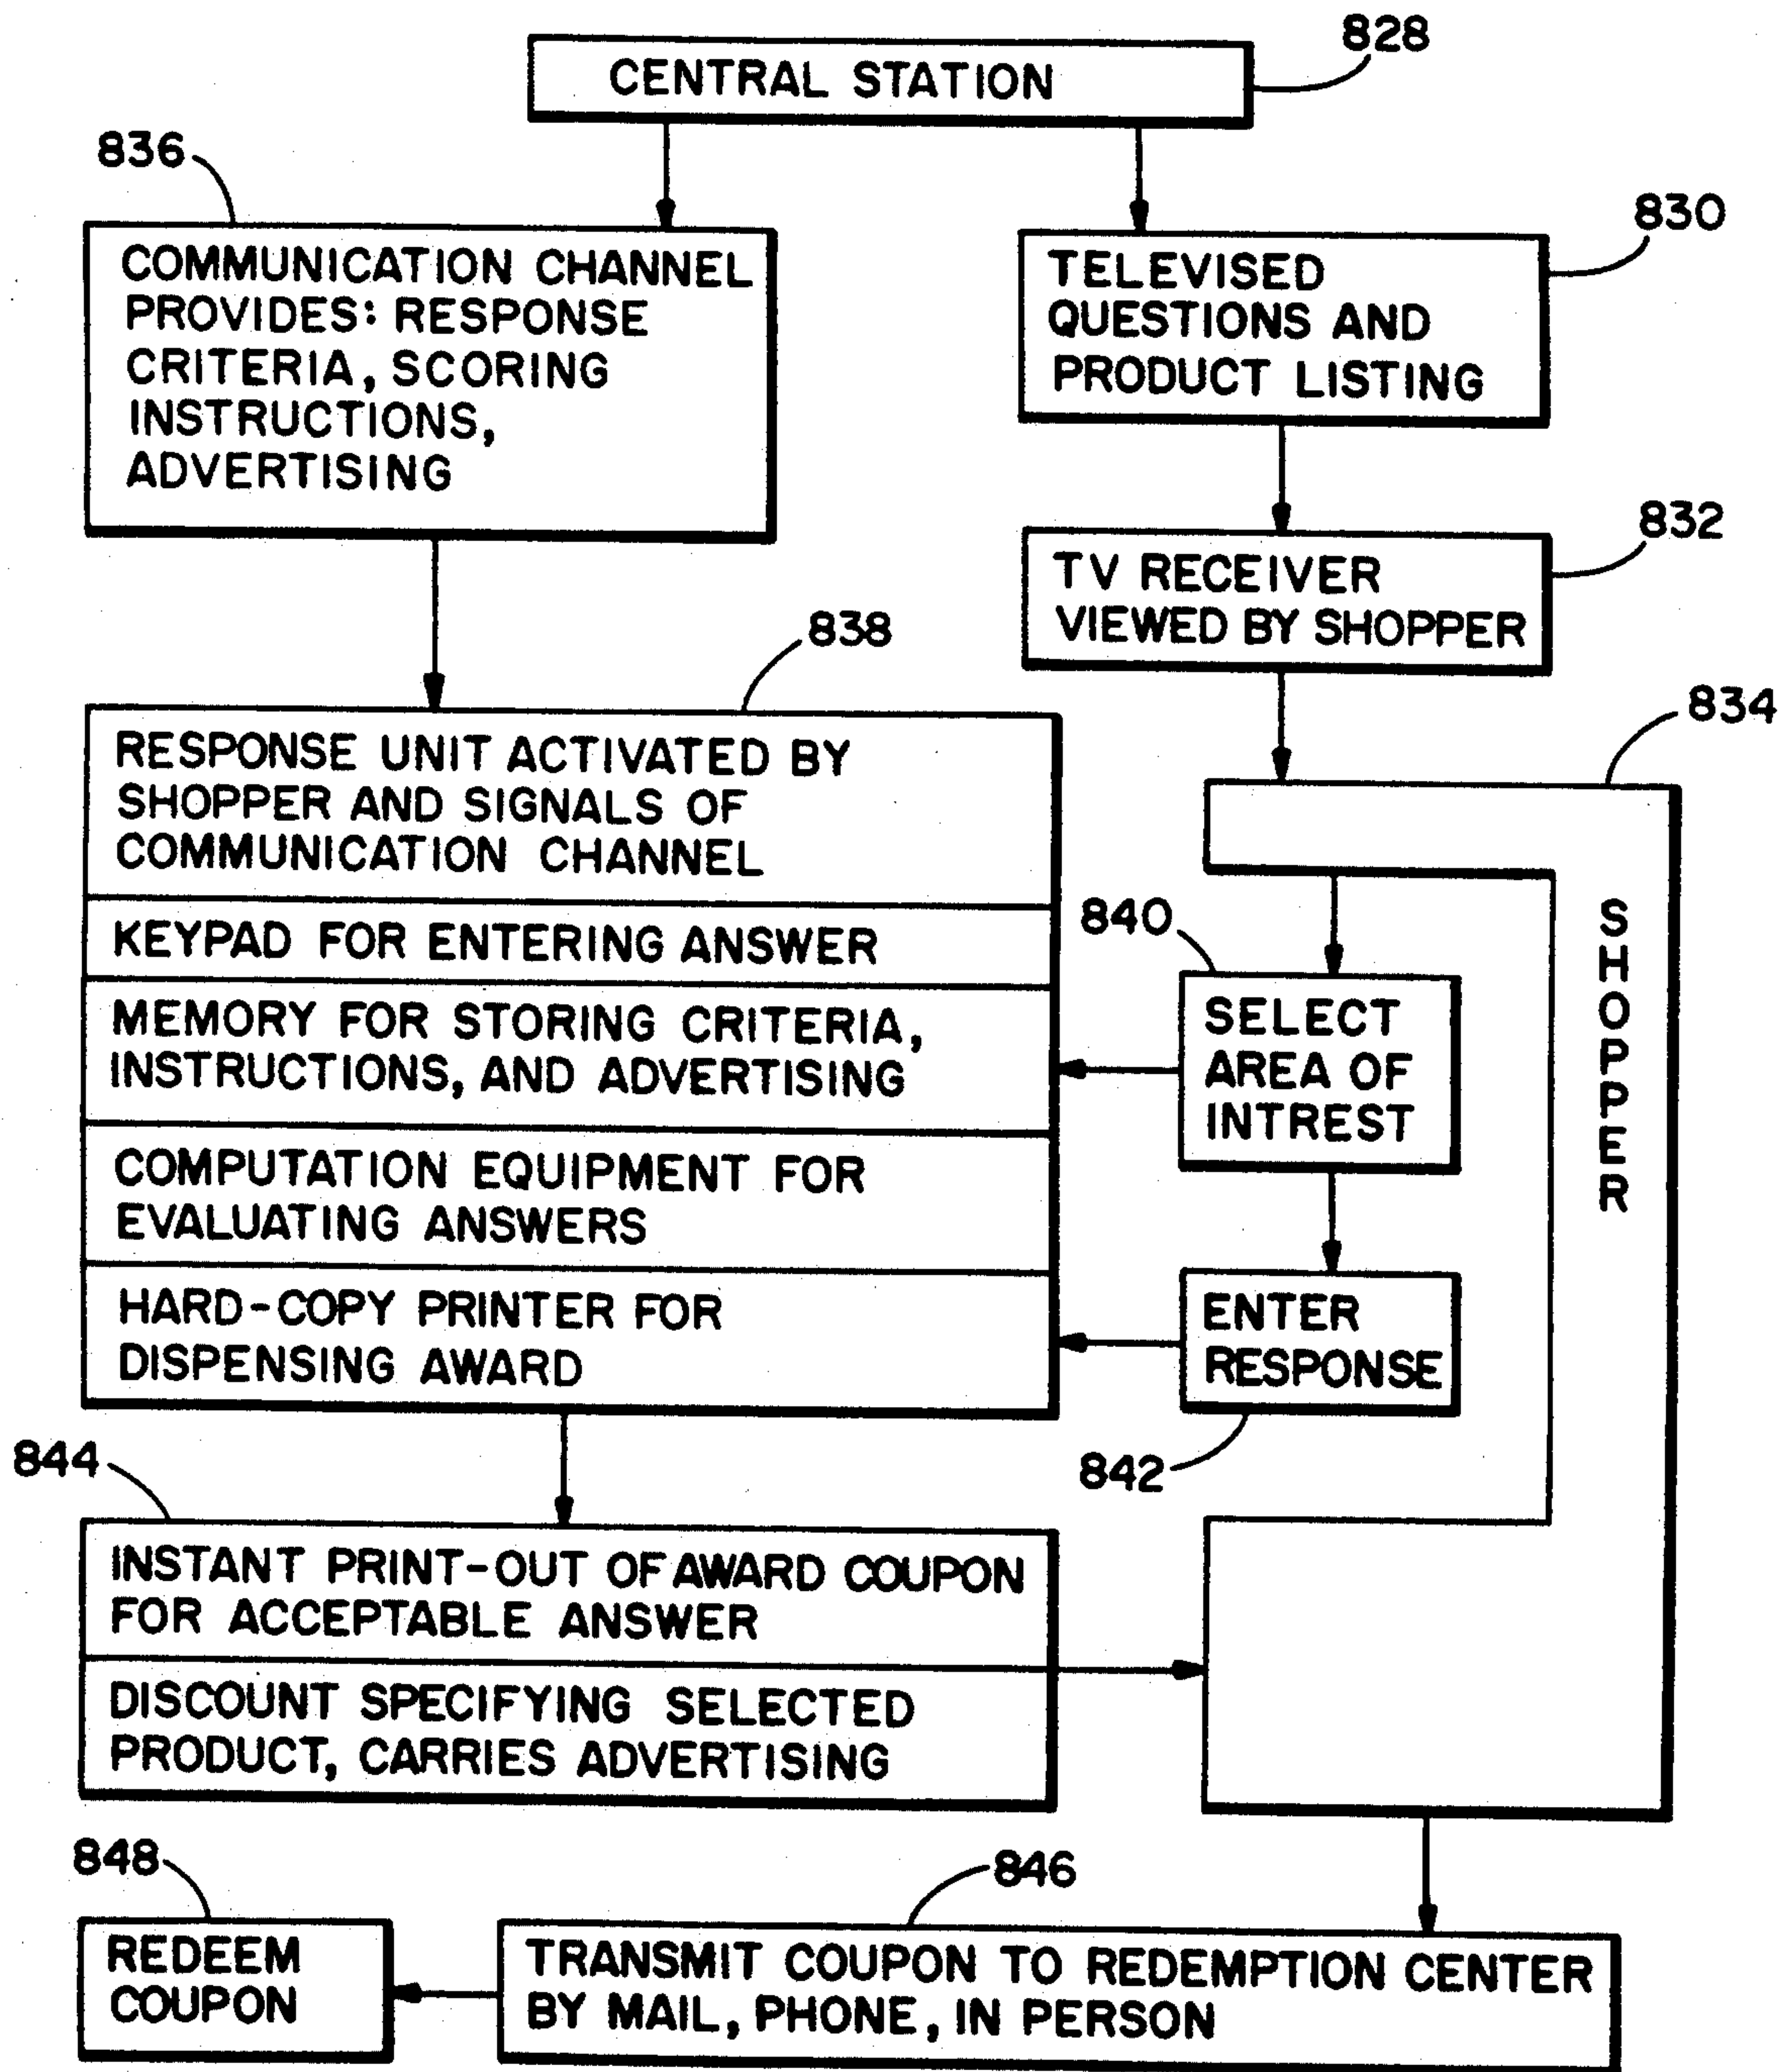 828
CENTRAL STATION
836
COMMUNICATION CHANNEL
PROVIDES: RESPONSE
CRITERIA, SCORING
INSTRUCTIONS,
ADVERTISING
830
TELEVISED
QUESTIONS AND
PRODUCT LISTING
832
TV RECEIVER
VIEWED BY SHOPPER
838
RESPONSE UNIT ACTIVATED BY
SHOPPER AND SIGNALS OF
COMMUNICATION CHANNEL
KEYPAD FOR ENTERING ANSWER
MEMORY FOR STORING CRITERIA,
INSTRUCTIONS, AND ADVERTISING
COMPUTATION EQUIPMENT FOR
EVALUATING ANSWERS
HARD-COPY PRINTER FOR
DISPENSING AWARD
834
SHOPPER
840
SELECT
AREA OF
INTREST
ENTER
RESPONSE
842
844
INSTANT PRINT-OUT OF AWARD COUPON
FOR ACCEPTABLE ANSWER
DISCOUNT SPECIFYING SELECTED
PRODUCT, CARRIES ADVERTISING
848
REDEEM
COUPON
846
TRANSMIT COUPON TO REDEMPTION CENTER
BY MAIL, PHONE, IN PERSON